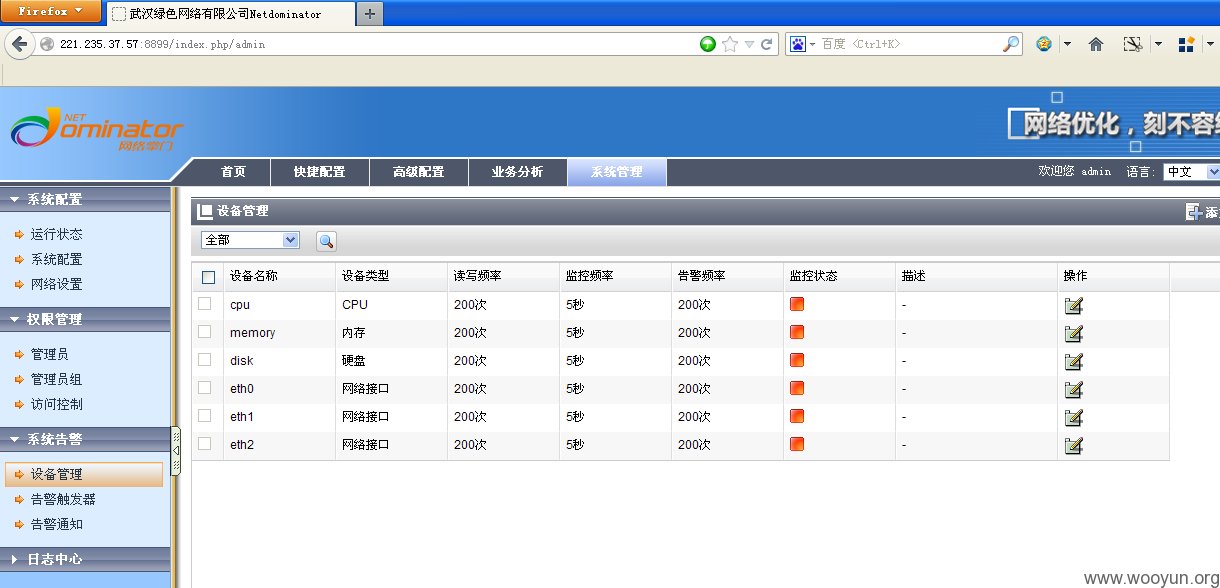 Firefox
武汉绿色网络有限公司Netdominator
221.235.37.57:8899/index.php/admin
百度 <Ctrl+K>
NET
Dominator
网络掌门
网络优化，刻不容
首页 快捷配置 高级配置 业务分析 系统管理
欢迎您 admin 语言: 中文
系统配置
运行状态
系统配置
网络设置
权限管理
管理员
管理员组
访问控制
系统告警
设备管理
告警触发器
告警通知
日志中心
设备管理
添
全部
设备名称 设备类型 读写频率 监控频率 告警频率 监控状态 描述 操作
cpu CPU 200次 5秒 200次 -
memory 内存 200次 5秒 200次 -
disk 硬盘 200次 5秒 200次 -
eth0 网络接口 200次 5秒 200次 -
eth1 网络接口 200次 5秒 200次 -
eth2 网络接口 200次 5秒 200次 -
www.wooyun.org